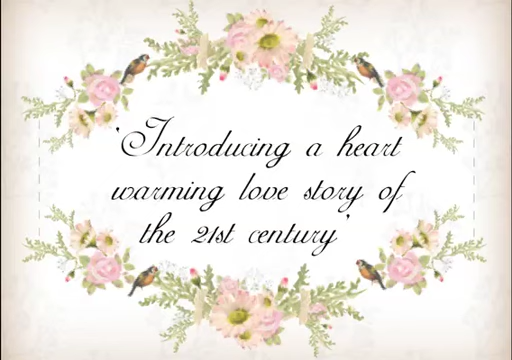 'Introducing a heart
warming love story of
the 21st century'